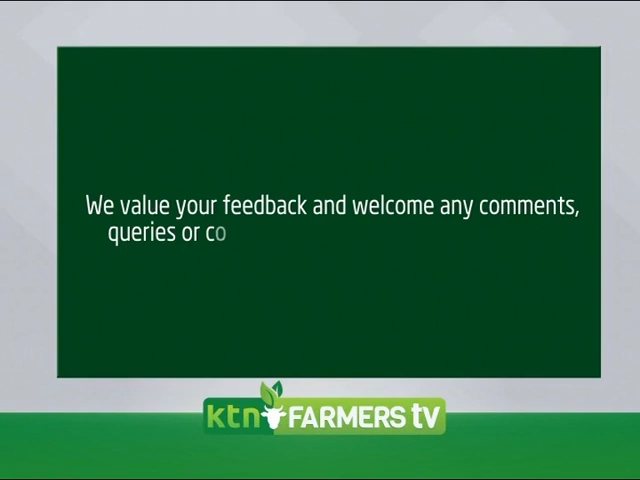 We value your feedback and welcome any comments,
queries or co
ktn FARMERS tv